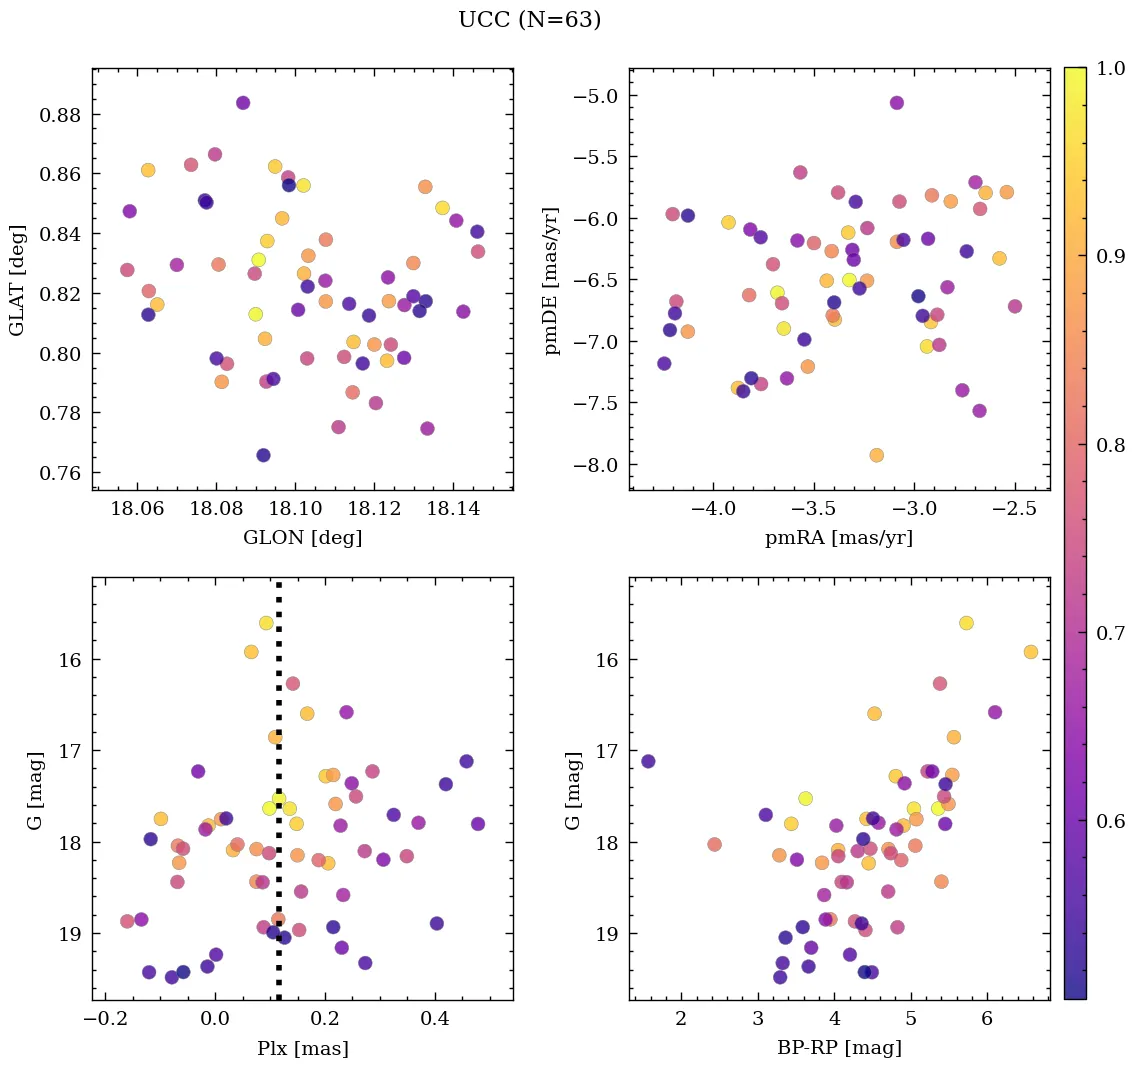 UCC (N=63)
0.88
0.86
0.84
0.82
0.80
0.78
0.76
GLAT [deg]
18.06 18.08 18.10 18.12 18.14
GLON [deg]
−5.0
−5.5
−6.0
−6.5
−7.0
−7.5
−8.0
pmDE [mas/yr]
−4.0 −3.5 −3.0 −2.5
pmRA [mas/yr]
16
17
18
19
G [mag]
−0.2 0.0 0.2 0.4
Plx [mas]
16
17
18
19
G [mag]
2 3 4 5 6
BP-RP [mag]
1.0
0.9
0.8
0.7
0.6